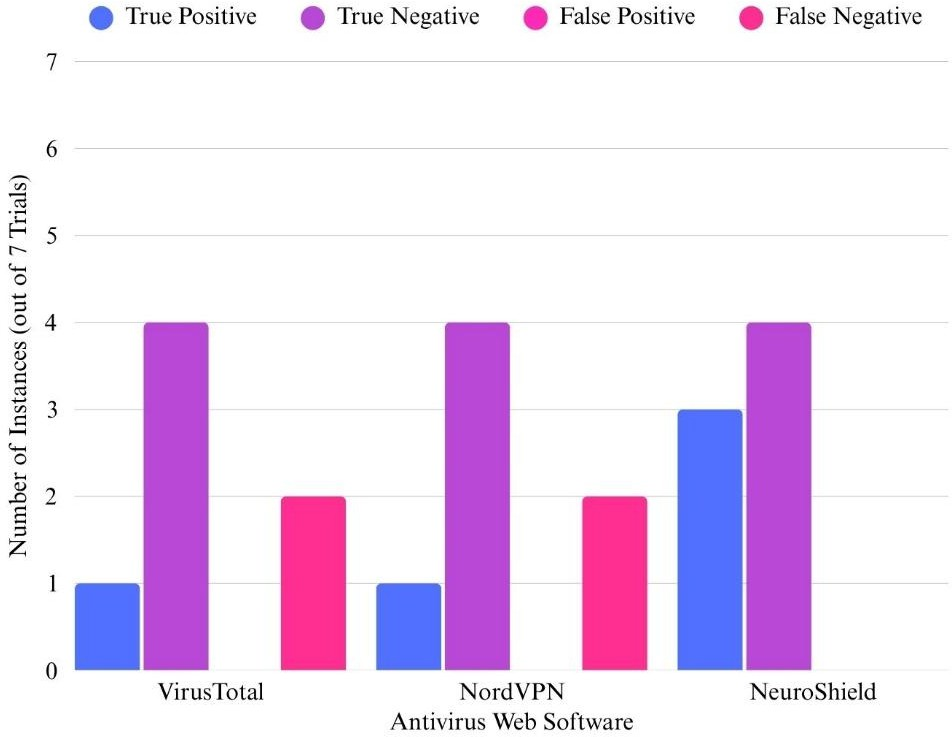 True Positive True Negative False Positive False Negative
7
6
5
4
3
2
1
0
Number of Instances (out of 7 Trials)
VirusTotal NordVPN NeuroShield
Antivirus Web Software